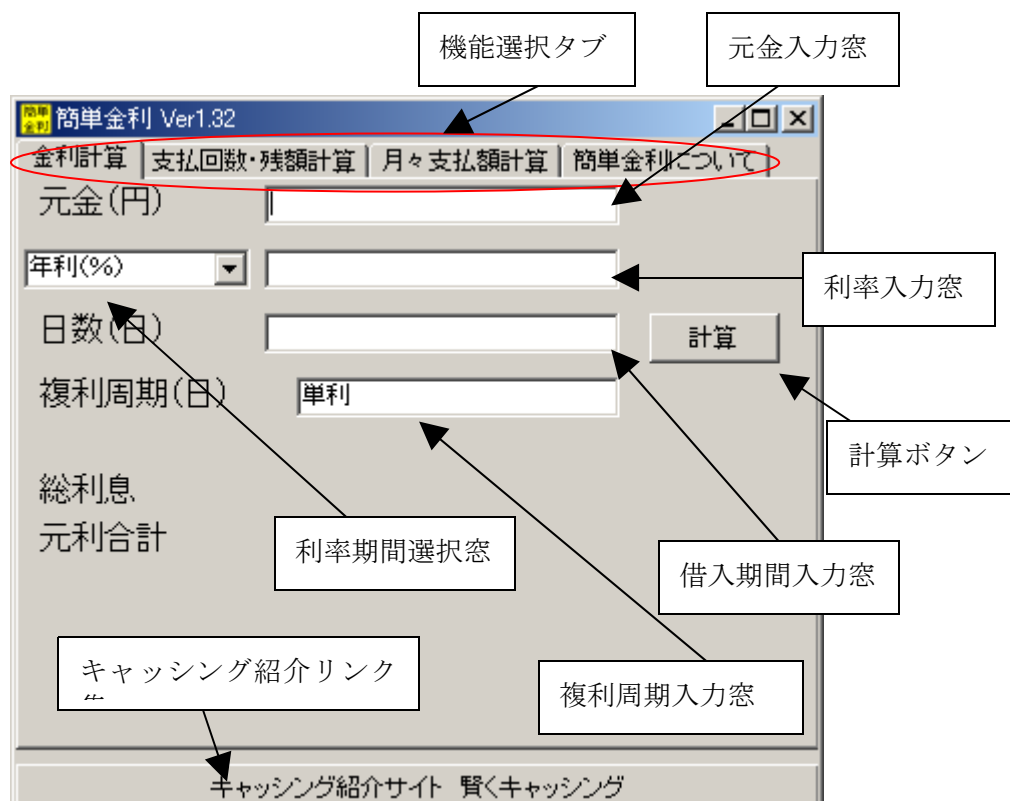 機能選択タブ
元金入力窓
簡単金利 Ver1.32
金利計算 支払回数・残額計算 月々支払額計算 簡単金利について
元金(円)
年利(%)
利率入力窓
日数(日)
計算
複利周期(日)
単利
計算ボタン
総利息
元利合計
利率期間選択窓
借入期間入力窓
キャッシング紹介リンク
複利周期入力窓
キャッシング紹介サイト 賢くキャッシング